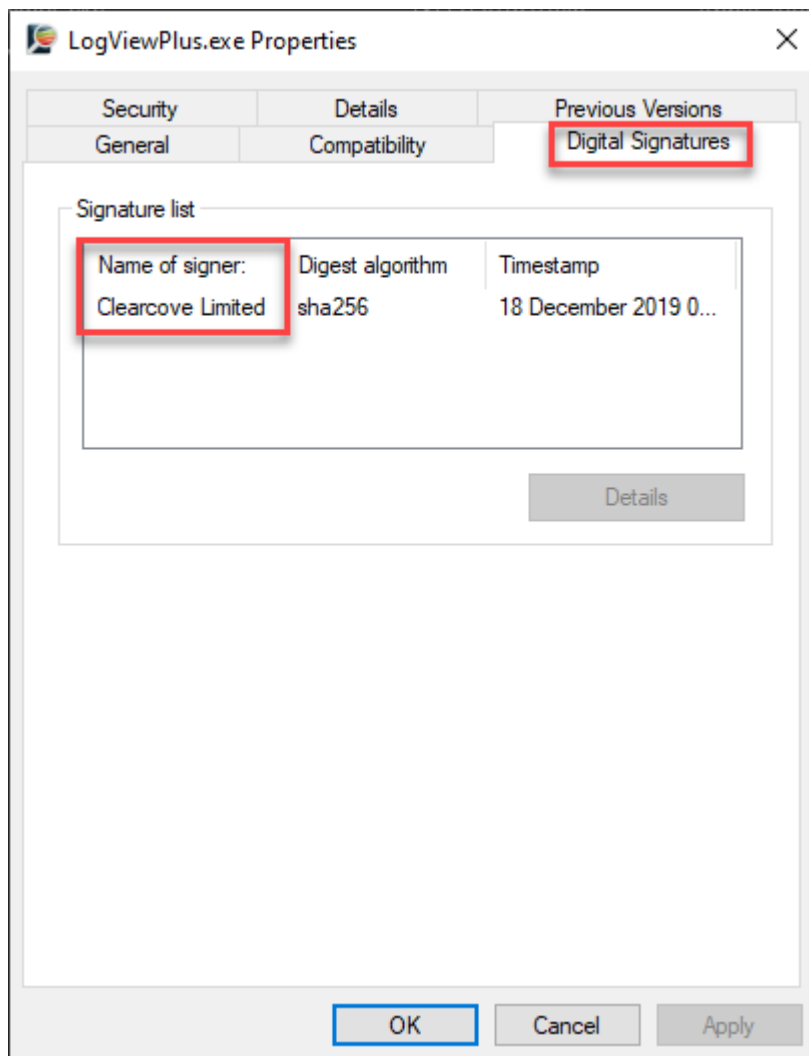 LogViewPlus.exe Properties
Security Details Previous Versions
General Compatibility Digital Signatures
Signature list
Name of signer: Digest algorithm Timestamp
Clearcove Limited sha256 18 December 2019 0...
Details
OK Cancel Apply